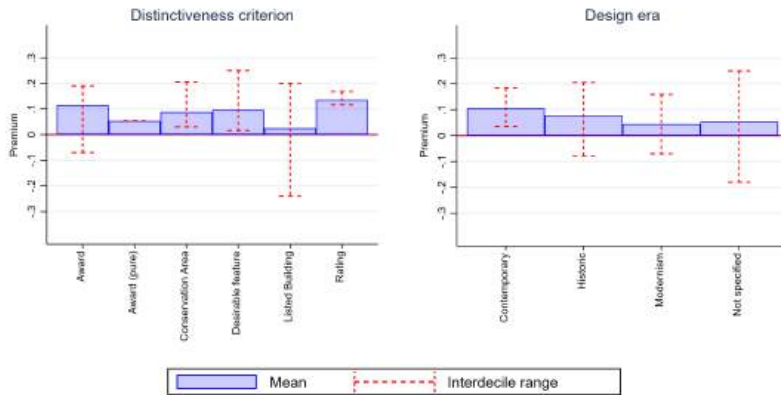 Distinctiveness criterion
Premium
.3
.2
.1
0
-.1
-.2
-.3
Award
Award (pure)
Conservation Area
Desirable feature
Listed Building
Rating
Design era
Premium
.3
.2
.1
0
-.1
-.2
-.3
Contemporary
Historic
Modernism
Not specified
Mean
Interdecile range